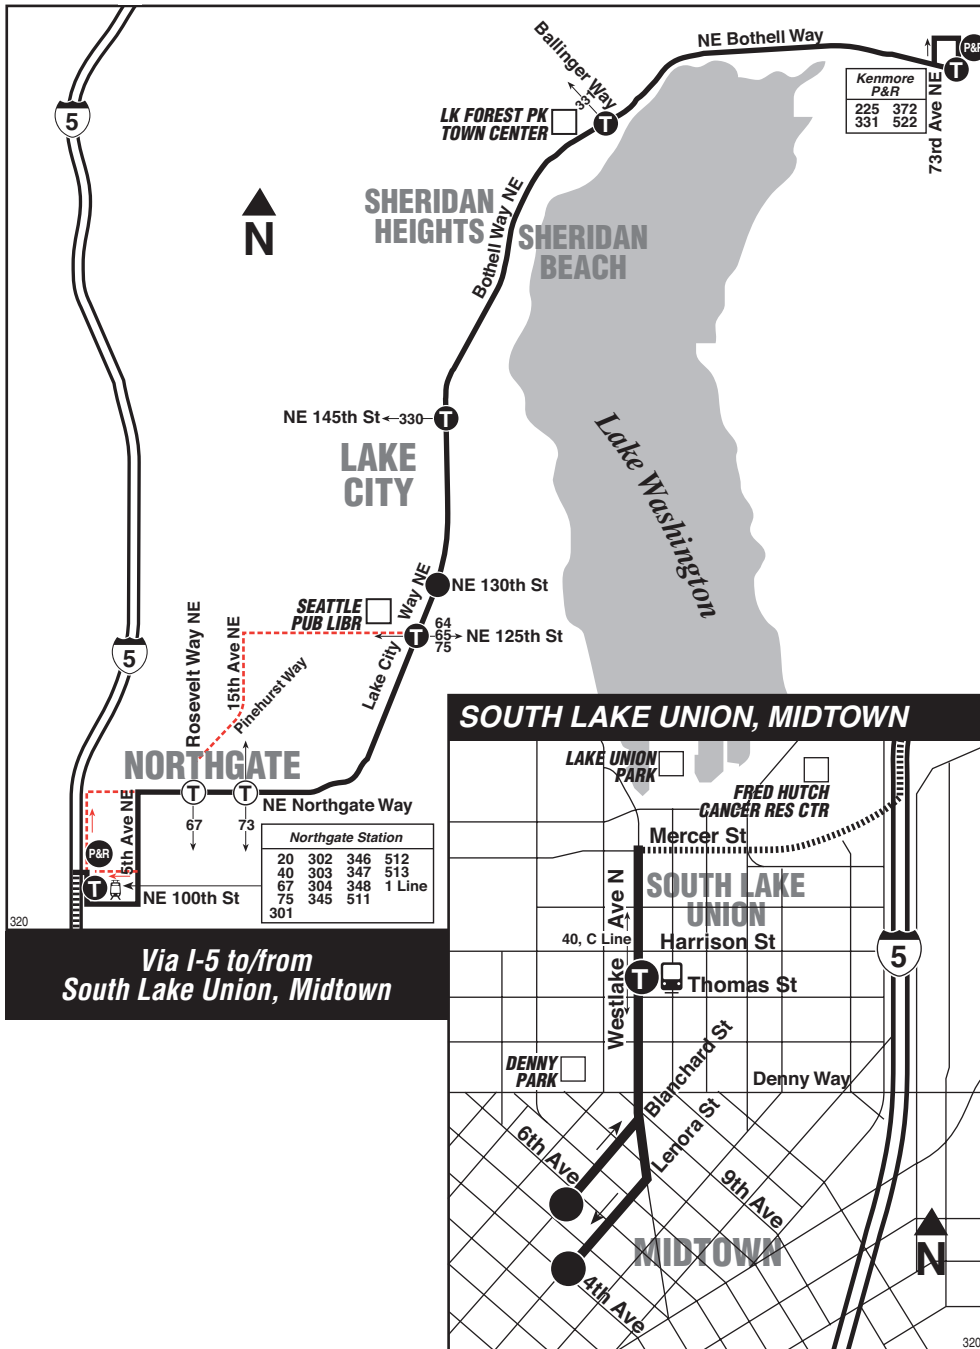 5
Ballinger Way
331
NE Bothell Way
P&R
T
Kenmore
P&R
225 372
331 522
73rd Ave NE
LK FOREST PK
TOWN CENTER
T
N
SHERIDAN
HEIGHTS
Bothell Way NE
SHERIDAN
BEACH
NE 145th St
330
T
LAKE
CITY
Lake Washington
NE 130th St
SEATTLE
PUB LIBR
Lake City
Way NE
T
64
65
75
NE 125th St
5
Rosevelt Way NE
15th Ave NE
Pinehurst Way
NORTHGATE
T
T
NE Northgate Way
67
73
5th Ave NE
P&R
T
NE 100th St
Northgate Station
20 302 346 512
40 303 347 513
67 304 348 1 Line
75 345 511
301
320
Via I-5 to/from
South Lake Union, Midtown
SOUTH LAKE UNION, MIDTOWN
LAKE UNION
PARK
FRED HUTCH
CANCER RES CTR
Mercer St
SOUTH LAKE
UNION
Westlake Ave N
40, C Line
Harrison St
T
Thomas St
5
DENNY
PARK
Denny Way
Blanchard St
Lenora St
6th Ave
9th Ave
MIDTOWN
4th Ave
N
320